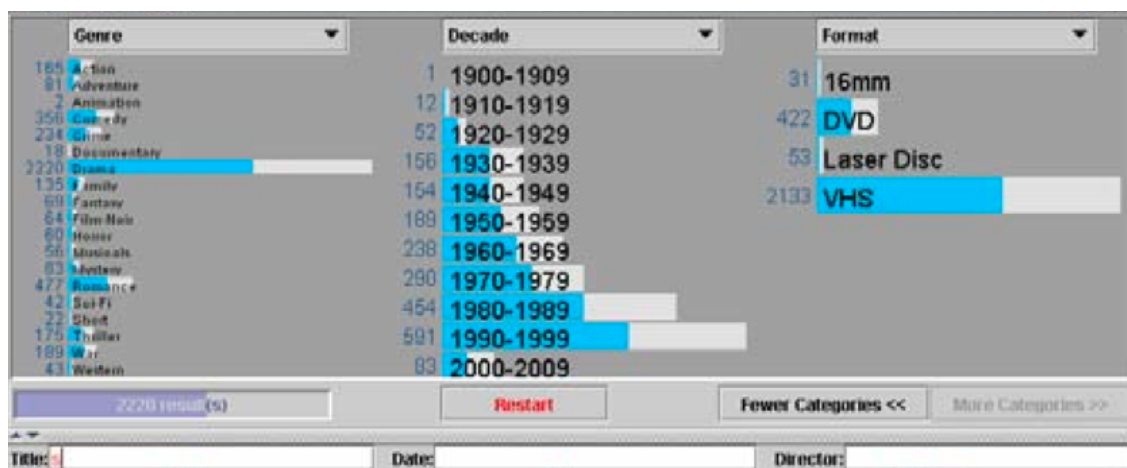 Genre
165 Action
81 Adventure
2 Animation
356 Comedy
234 Crime
18 Documentary
2220 Drama
135 Family
69 Fantasy
64 Film-Noir
60 Horror
56 Musicals
83 Mystery
477 Romance
42 Sci-Fi
22 Short
175 Thriller
189 War
43 Western
Decade
1 1900-1909
12 1910-1919
52 1920-1929
156 1930-1939
154 1940-1949
189 1950-1959
238 1960-1969
290 1970-1979
454 1980-1989
591 1990-1999
83 2000-2009
Format
31 16mm
422 DVD
53 Laser Disc
2133 VHS
2220 result(s)
Restart
Fewer Categories <<
More Categories >>
Title: s
Date:
Director: